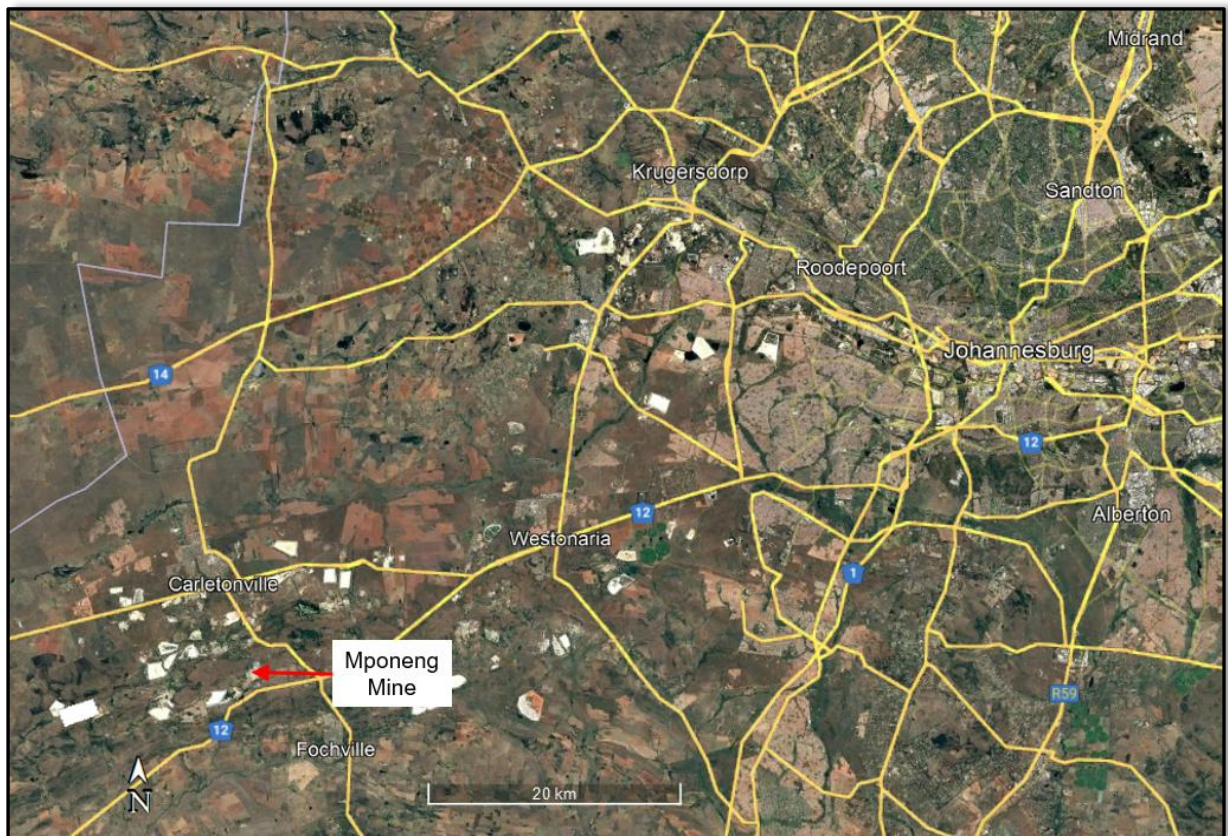 Midrand
Krugersdorp
Sandton
Roodepoort
Johannesburg
14
12
12
Alberton
Westonaria
1
Carletonville
Mponeng
Mine
R59
12
Fochville
N
20 km